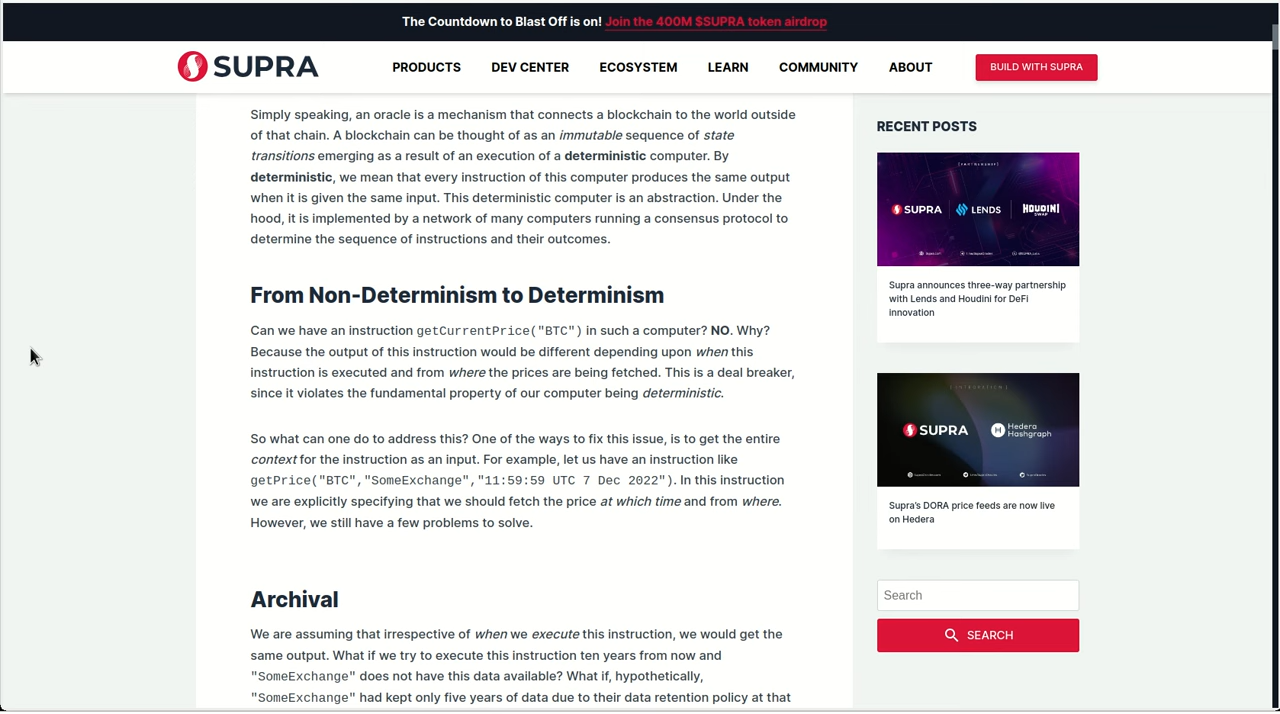 The Countdown to Blast Off is on! Join the 400M $SUPRA token airdrop
SUPRA
PRODUCTS
DEV CENTER
ECOSYSTEM
LEARN
COMMUNITY
ABOUT
BUILD WITH SUPRA
Simply speaking, an oracle is a mechanism that connects a blockchain to the world outside
of that chain. A blockchain can be thought of as an immutable sequence of state
transitions emerging as a result of an execution of a deterministic computer. By
deterministic, we mean that every instruction of this computer produces the same output
when it is given the same input. This deterministic computer is an abstraction. Under the
hood, it is implemented by a network of many computers running a consensus protocol to
determine the sequence of instructions and their outcomes.
From Non-Determinism to Determinism
Can we have an instruction getCurrentPrice("BTC") in such a computer? NO. Why?
Because the output of this instruction would be different depending upon when this
instruction is executed and from where the prices are being fetched. This is a deal breaker,
since it violates the fundamental property of our computer being deterministic.
So what can one do to address this? One of the ways to fix this issue, is to get the entire
context for the instruction as an input. For example, let us have an instruction like
getPrice("BTC","SomeExchange","11:59:59 UTC 7 Dec 2022"). In this instruction
we are explicitly specifying that we should fetch the price at which time and from where.
However, we still have a few problems to solve.
Archival
We are assuming that irrespective of when we execute this instruction, we would get the
same output. What if we try to execute this instruction ten years from now and
"SomeExchange" does not have this data available? What if, hypothetically,
"SomeExchange" had kept only five years of data due to their data retention policy at that
RECENT POSTS
SUPRA
LENDS
HOUDINI
SWAP
Supra announces three-way partnership
with Lends and Houdini for DeFi
innovation
SUPRA
Hedera
Hashgraph
Supra's DORA price feeds are now live
on Hedera
Search
SEARCH